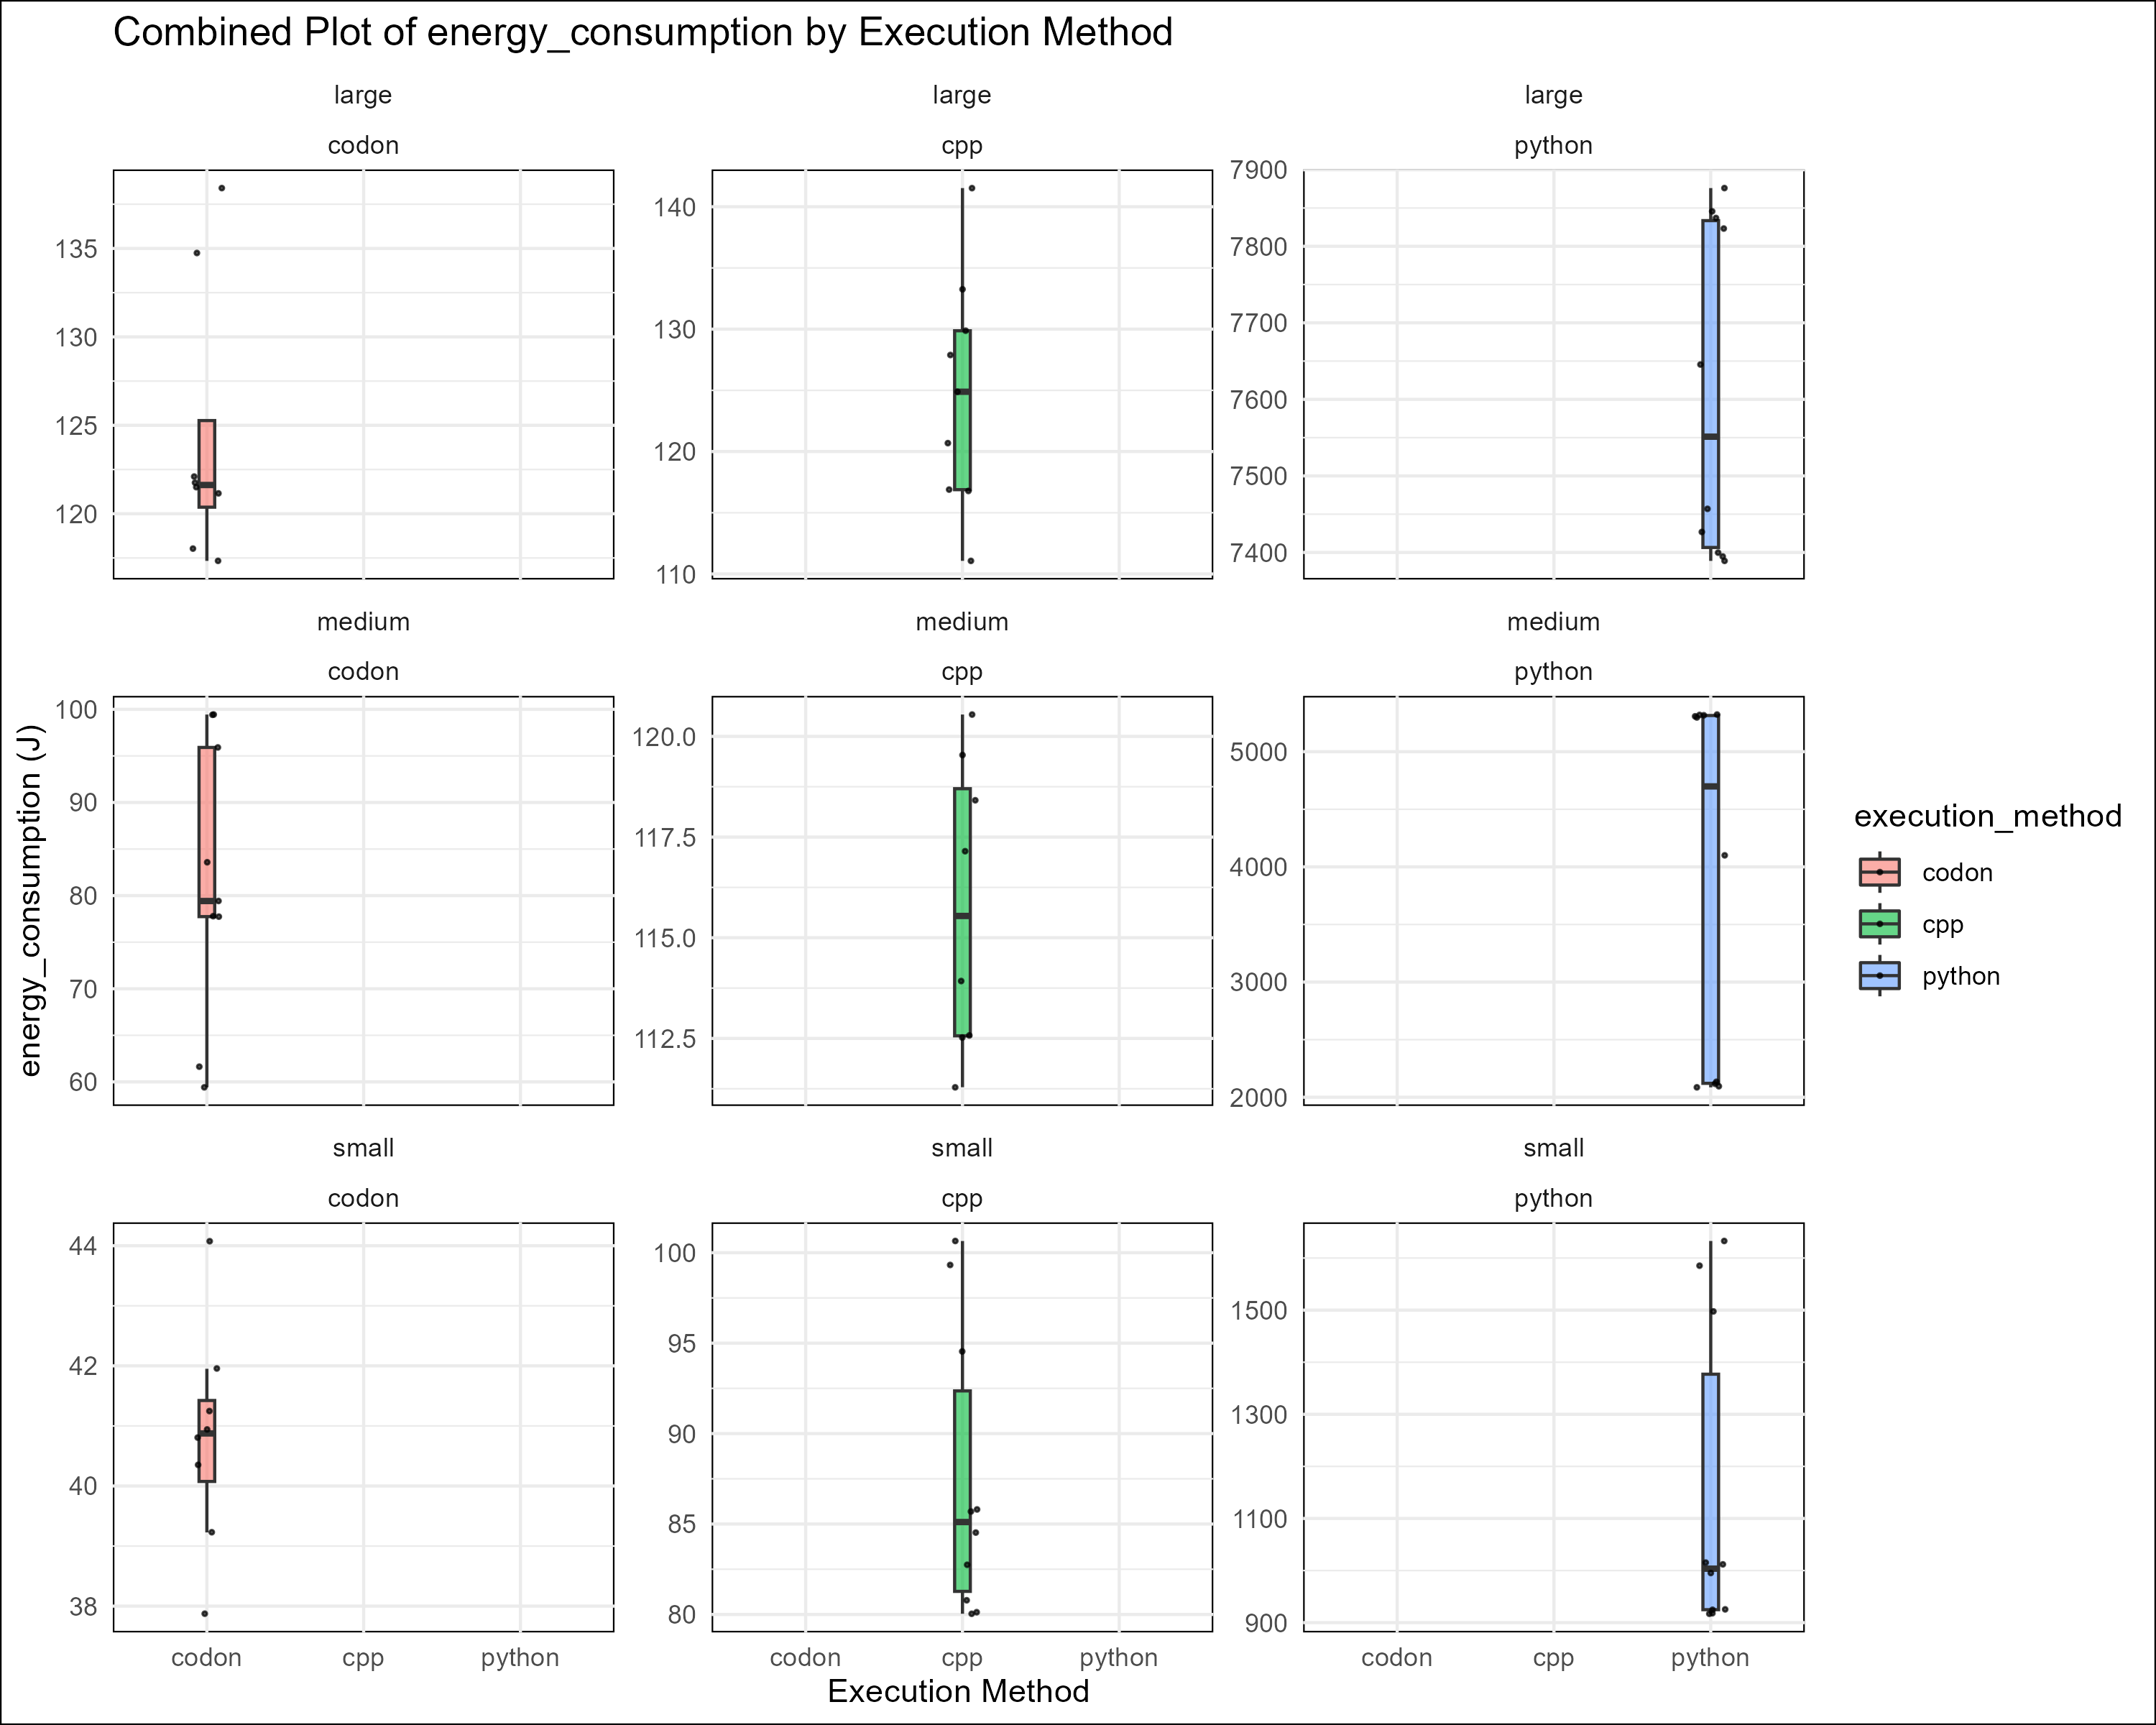 Combined Plot of energy_consumption by Execution Method
large
codon
large
cpp
large
python
135
130
125
120
140
130
120
110
7900
7800
7700
7600
7500
7400
medium
codon
medium
cpp
medium
python
100
90
80
70
60
120.0
117.5
115.0
112.5
5000
4000
3000
2000
small
codon
small
cpp
small
python
44
42
40
38
100
95
90
85
80
1500
1300
1100
900
codon cpp python
codon cpp python
codon cpp python
Execution Method
energy_consumption (J)
execution_method
codon
cpp
python